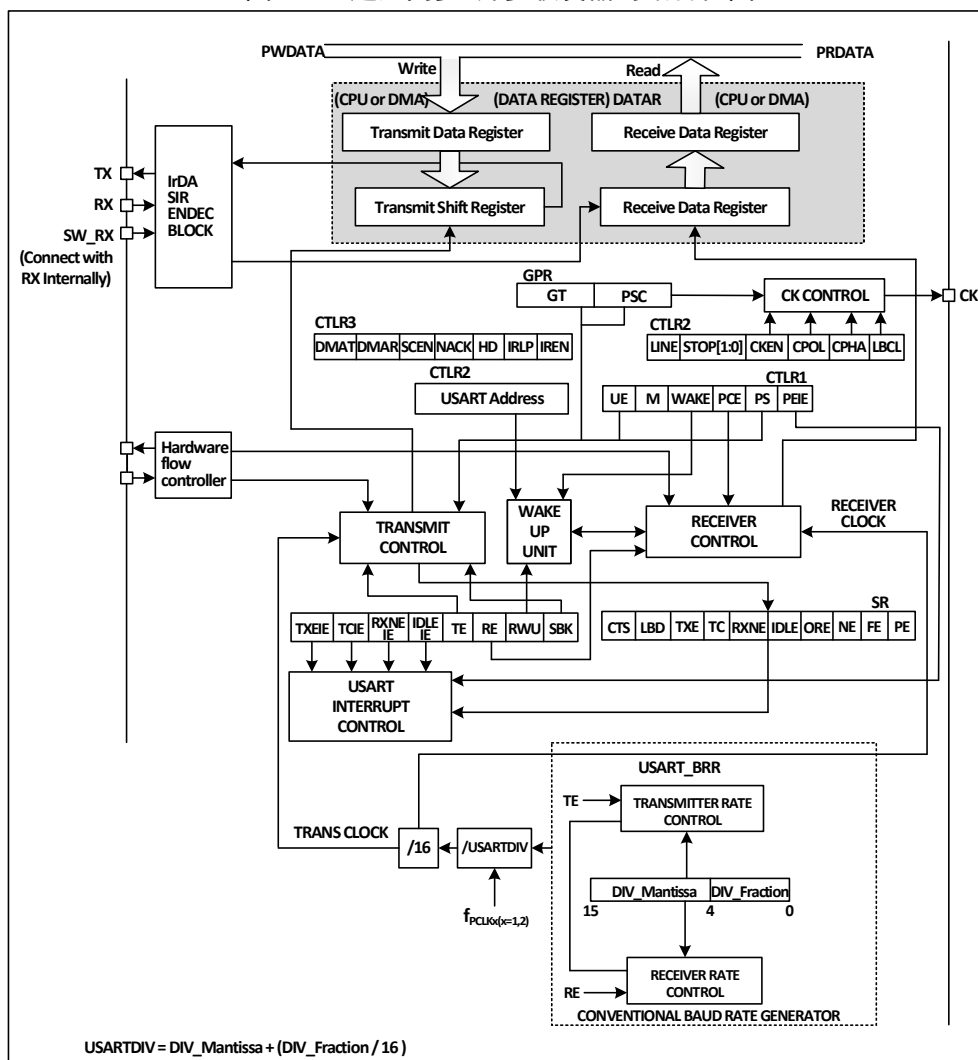 PWDATA
PRDATA
Write
Read
(CPU or DMA)
(DATA REGISTER) DATAR
(CPU or DMA)
Transmit Data Register
Receive Data Register
TX
RX
SW_RX
(Connect with
RX Internally)
IrDA
SIR
ENDEC
BLOCK
Transmit Shift Register
Receive Data Register
GPR
GT PSC
CK CONTROL
CK
CTLR3
DMAT DMAR SCEN NACK HD IRLP IREN
CTLR2
LINE STOP[1:0] CKEN CPOL CPHA LBCL
CTLR2
USART Address
CTLR1
UE M WAKE PCE PS PEIE
Hardware
flow
controller
TRANSMIT
CONTROL
WAKE
UP
UNIT
RECEIVER
CONTROL
RECEIVER
CLOCK
TXEIE TCIE RXNE IE IDLE IE TE RE RWU SBK
SR
CTS LBD TXE TC RXNE IDLE ORE NE FE PE
USART
INTERRUPT
CONTROL
USART_BRR
TE
TRANSMITTER RATE
CONTROL
TRANS CLOCK
/16
/USARTDIV
fPCLKx(x=1,2)
DIV_Mantissa DIV_Fraction
15 4 0
RE
RECEIVER RATE
CONTROL
CONVENTIONAL BAUD RATE GENERATOR
USARTDIV = DIV_Mantissa + (DIV_Fraction / 16 )